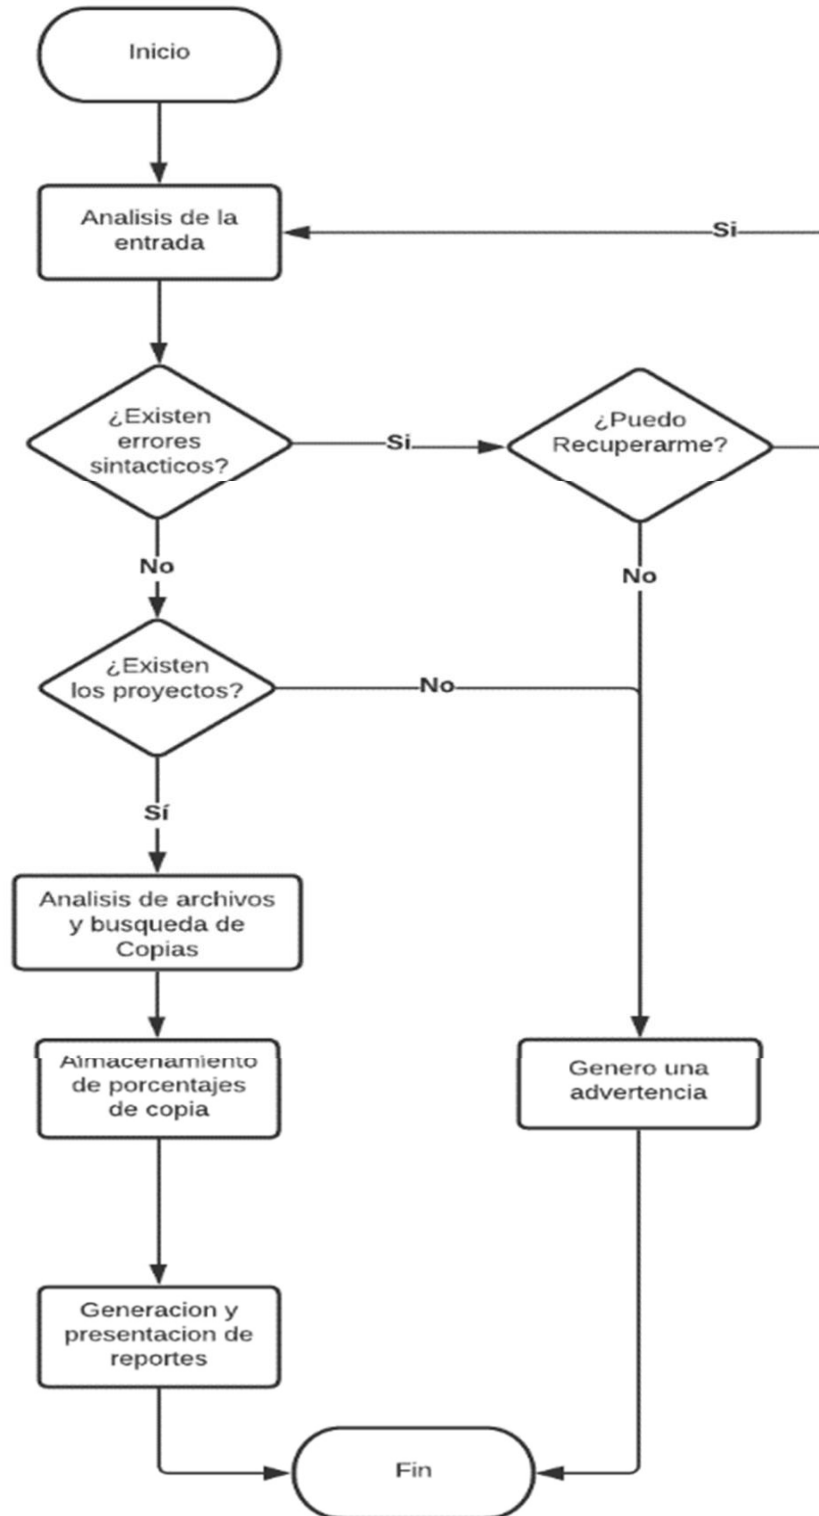 Inicio
Analisis de la
entrada
Si
¿Existen
errores
sintacticos?
Si
¿Puedo
Recuperarme?
No
No
¿Existen
los proyectos?
No
Sí
Analisis de archivos
y busqueda de
Copias
Almacenamiento
de porcentajes
de copia
Genero una
advertencia
Generacion y
presentacion de
reportes
Fin